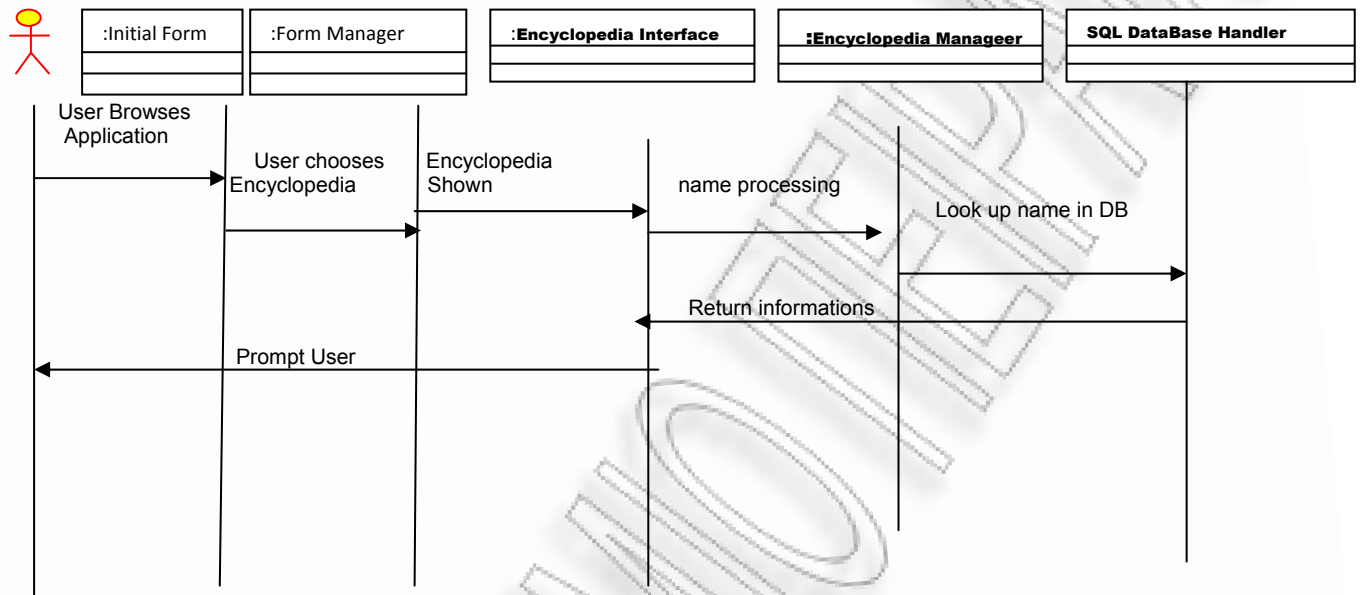 :Initial Form
:Form Manager
:Encyclopedia Interface
:Encyclopedia Manageer
SQL DataBase Handler
User Browses
Application
User chooses
Encyclopedia
Encyclopedia
Shown
name processing
Look up name in DB
Return informations
Prompt User